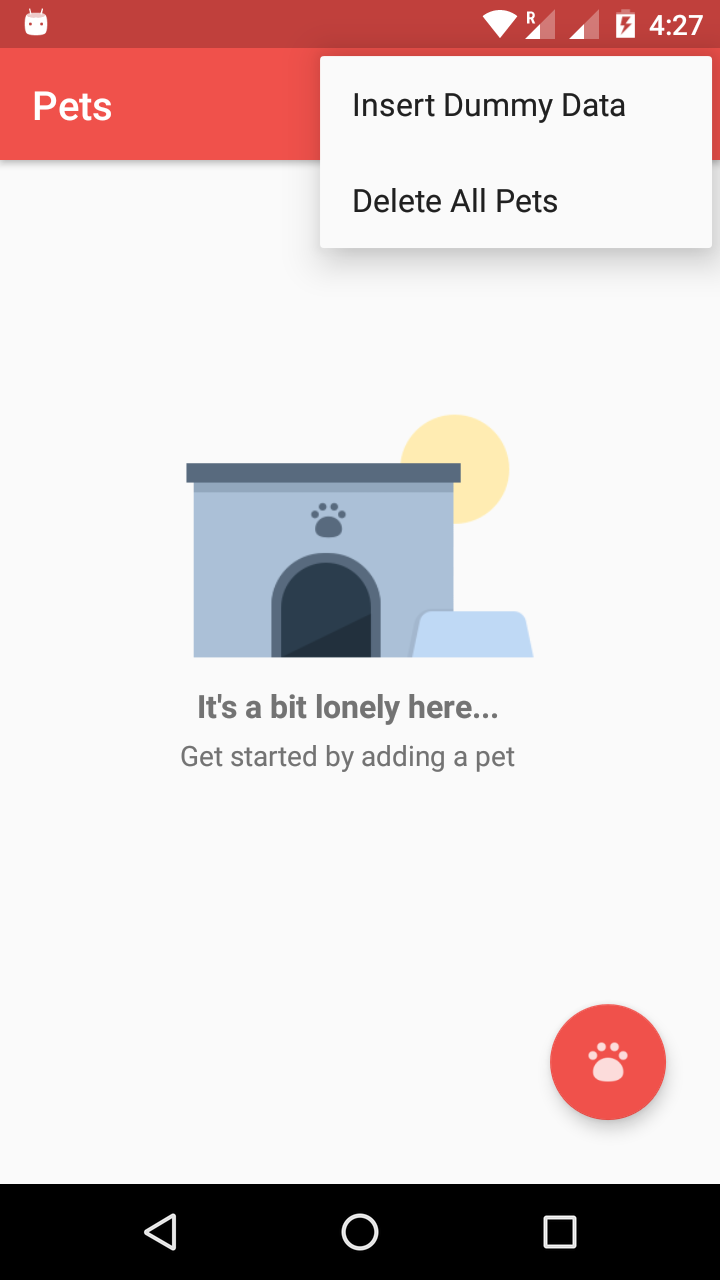 R 4:27
Pets
Insert Dummy Data
Delete All Pets
It's a bit lonely here...
Get started by adding a pet